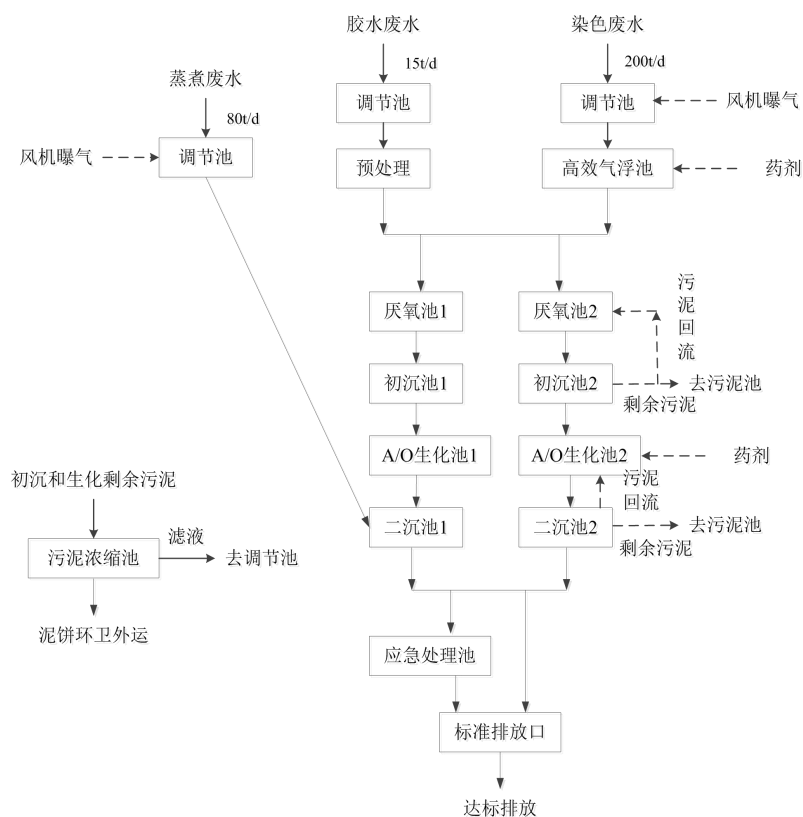 胶水废水
染色废水
15t/d
200t/d
蒸煮废水
80t/d
调节池
调节池
风机曝气
风机曝气
调节池
预处理
高效气浮池
药剂
厌氧池1
厌氧池2
污泥回流
初沉池1
初沉池2
去污泥池
剩余污泥
A/O生化池1
A/O生化池2
药剂
初沉和生化剩余污泥
污泥
回流
二沉池1
二沉池2
去污泥池
剩余污泥
滤液
污泥浓缩池
去调节池
泥饼环卫外运
应急处理池
标准排放口
达标排放